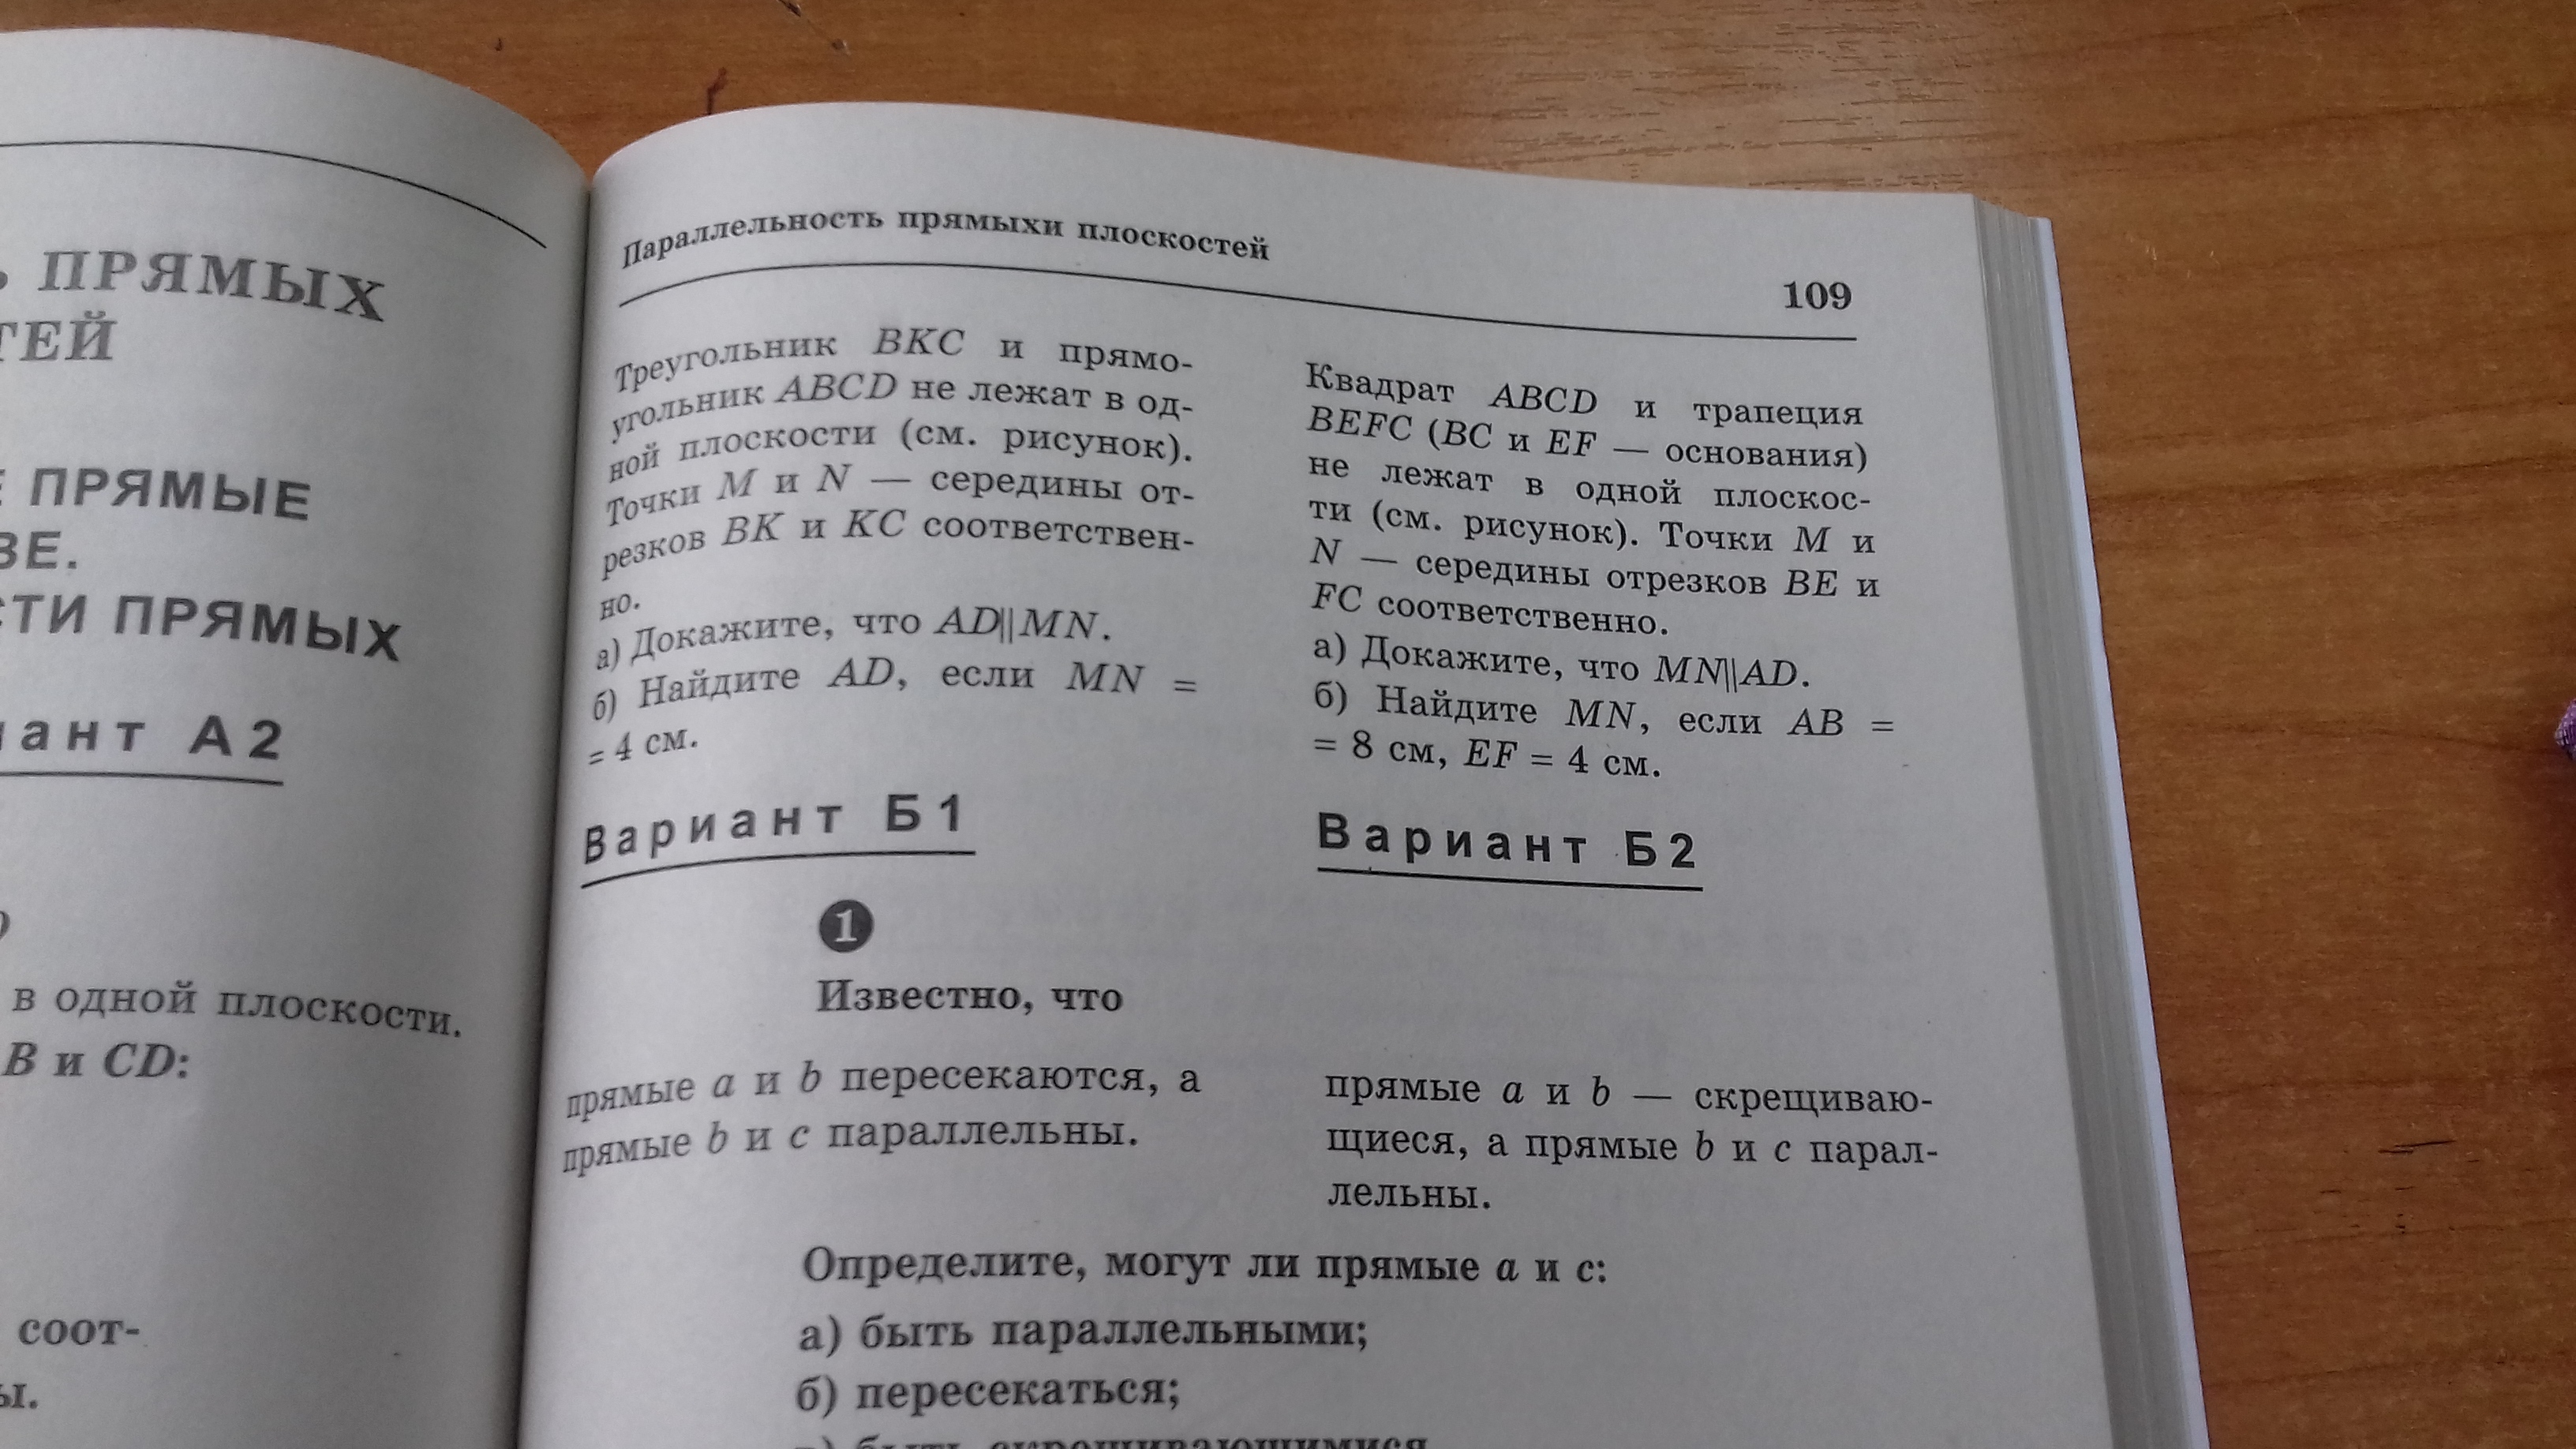 ПРЯМЫХ
ТЕЙ
ПРЯМЫЕ
ВЕ.
СТИ ПРЯМЫХ
иант А2
в одной плоскости.
B и CD:
соот-
ы.
Параллельность прямыхи плоскостей
109
Треугольник BKC и прямо-
угольник ABCD не лежат в од-
ной плоскости (см. рисунок).
Точки M и N — середины от-
резков BK и KC соответствен-
но.
а) Докажите, что AD||MN.
б) Найдите AD, если MN =
= 4 см.
Квадрат ABCD и трапеция
BEFC (BC и EF — основания)
не лежат в одной плоскос-
ти (см. рисунок). Точки M и
N — середины отрезков BE и
FC соответственно.
а) Докажите, что MN||AD.
б) Найдите MN, если AB =
= 8 см, EF = 4 см.
Вариант Б1
Вариант Б2
1
Известно, что
прямые a и b пересекаются, а
прямые b и c параллельны.
прямые a и b — скрещиваю-
щиеся, а прямые b и c парал-
лельны.
Определите, могут ли прямые a и c:
а) быть параллельными;
б) пересекаться;
в) быть скрещивающимися